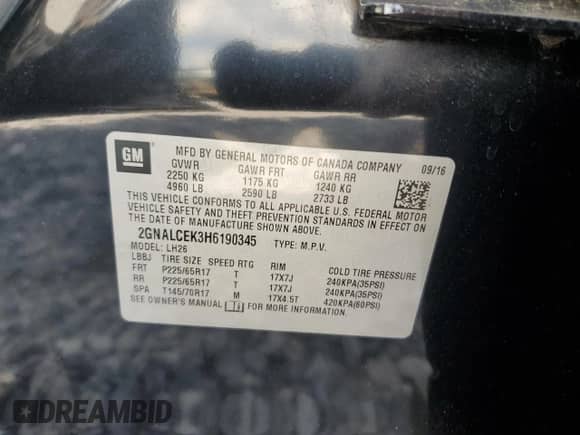 GM
MFD BY GENERAL MOTORS OF CANADA COMPANY 09/16
GVWR GAWR FRT GAWR RR
2250 KG 1175 KG 1240 KG
4960 LB 2590 LB 2733 LB
THIS VEHICLE CONFORMS TO ALL APPLICABLE U.S. FEDERAL MOTOR
VEHICLE SAFETY AND THEFT PREVENTION STANDARDS IN EFFECT ON
THE DATE OF MANUFACTURE SHOWN ABOVE.
2GNALCEK3H6190345 TYPE: M.P.V.
MODEL: LH26
LBBJ TIRE SIZE SPEED RTG RIM COLD TIRE PRESSURE
FRT P225/65R17 T 17X7J 240KPA(35PSI)
RR P225/65R17 T 17X7J 240KPA(35PSI)
SPA T145/70R17 M 17X4.5T 420KPA(60PSI)
SEE OWNER'S MANUAL FOR MORE INFORMATION.
DREAMBID